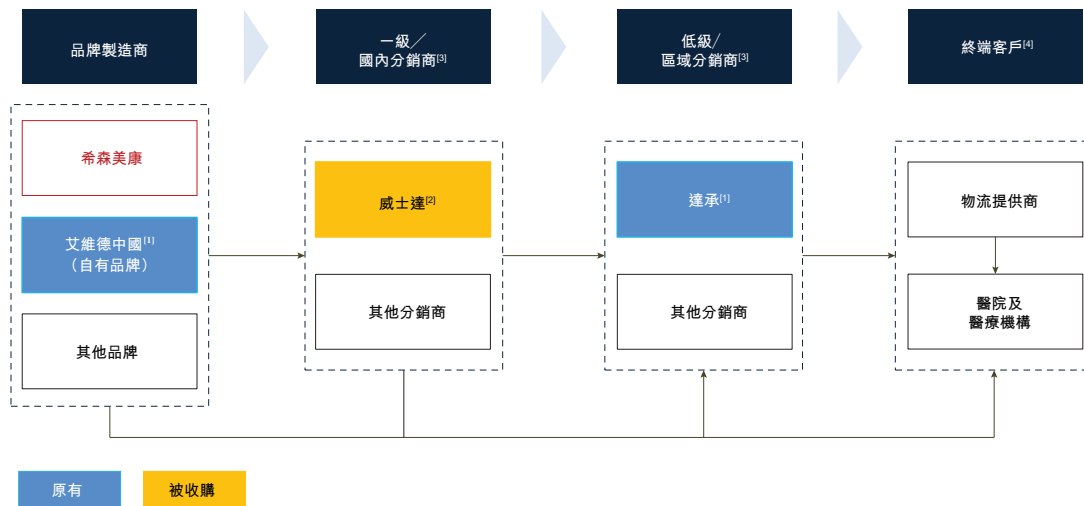 品牌製造商
一級／
國內分銷商[3]
低級/
區域分銷商[3]
終端客戶[4]
希森美康
艾維德中國[1]
（自有品牌）
其他品牌
威士達[2]
其他分銷商
達承[1]
其他分銷商
物流提供商
醫院及
醫療機構
原有
被收購